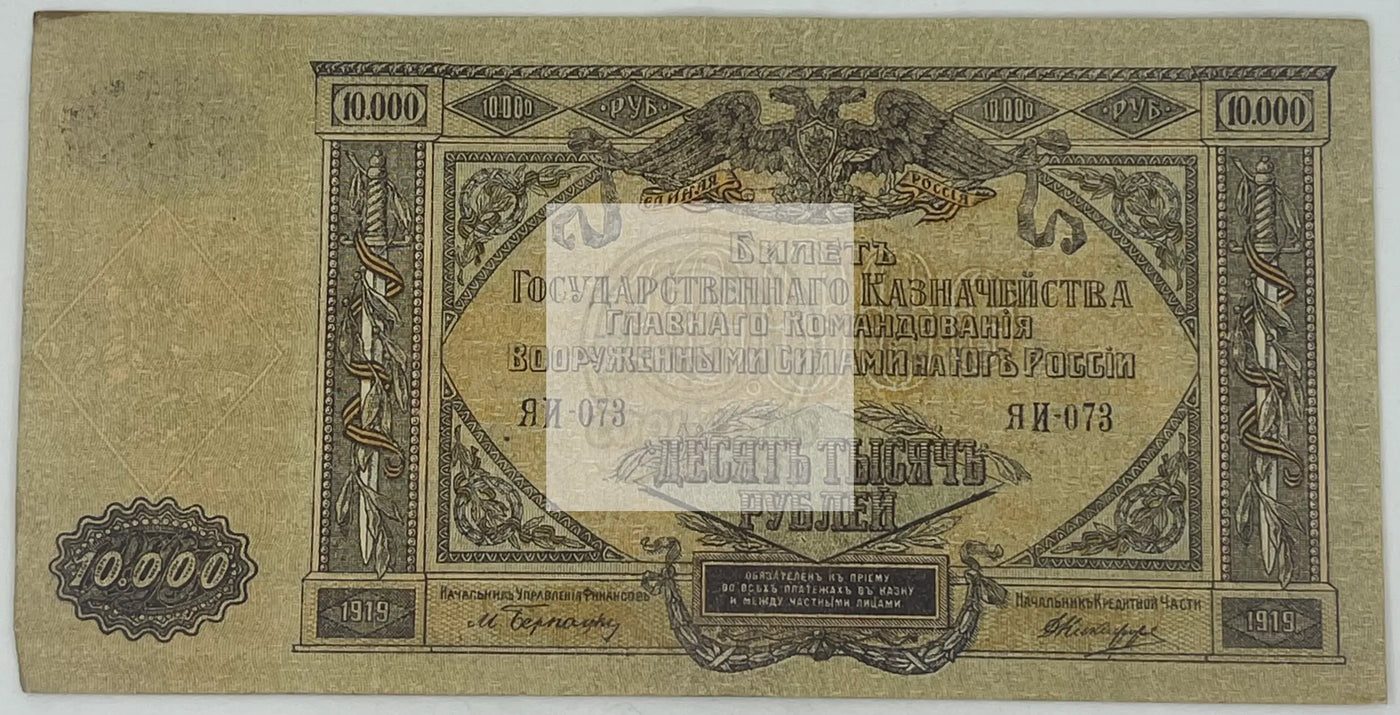 10.000 10.000 РУБ 10.000 РУБ 10.000
ЕДИНАЯ РОССІЯ
БИЛЕТЪ
ГОСУДАРСТВЕННАГО КАЗНАЧЕЙСТВА
ГЛАВНАГО КОМАНДОВАНІЯ
ВООРУЖЕННЫМИ СИЛАМИ НА ЮГѢ РОССІИ
ЯИ-073 ЯИ-073
ДЕСЯТЬ ТЫСЯЧЪ
РУБЛЕЙ
10.000
ОБЯЗАТЕЛЕНЪ КЪ ПРІЕМУ
ВО ВСѢХЪ ПЛАТЕЖАХЪ ВЪ КАЗНУ
И МЕЖДУ ЧАСТНЫМИ ЛИЦАМИ
1919 НАЧАЛЬНИКЪ УПРАВЛЕНІЯ ФИНАНСОВЪ НАЧАЛЬНИКЪ КРЕДИТНОЙ ЧАСТИ 1919